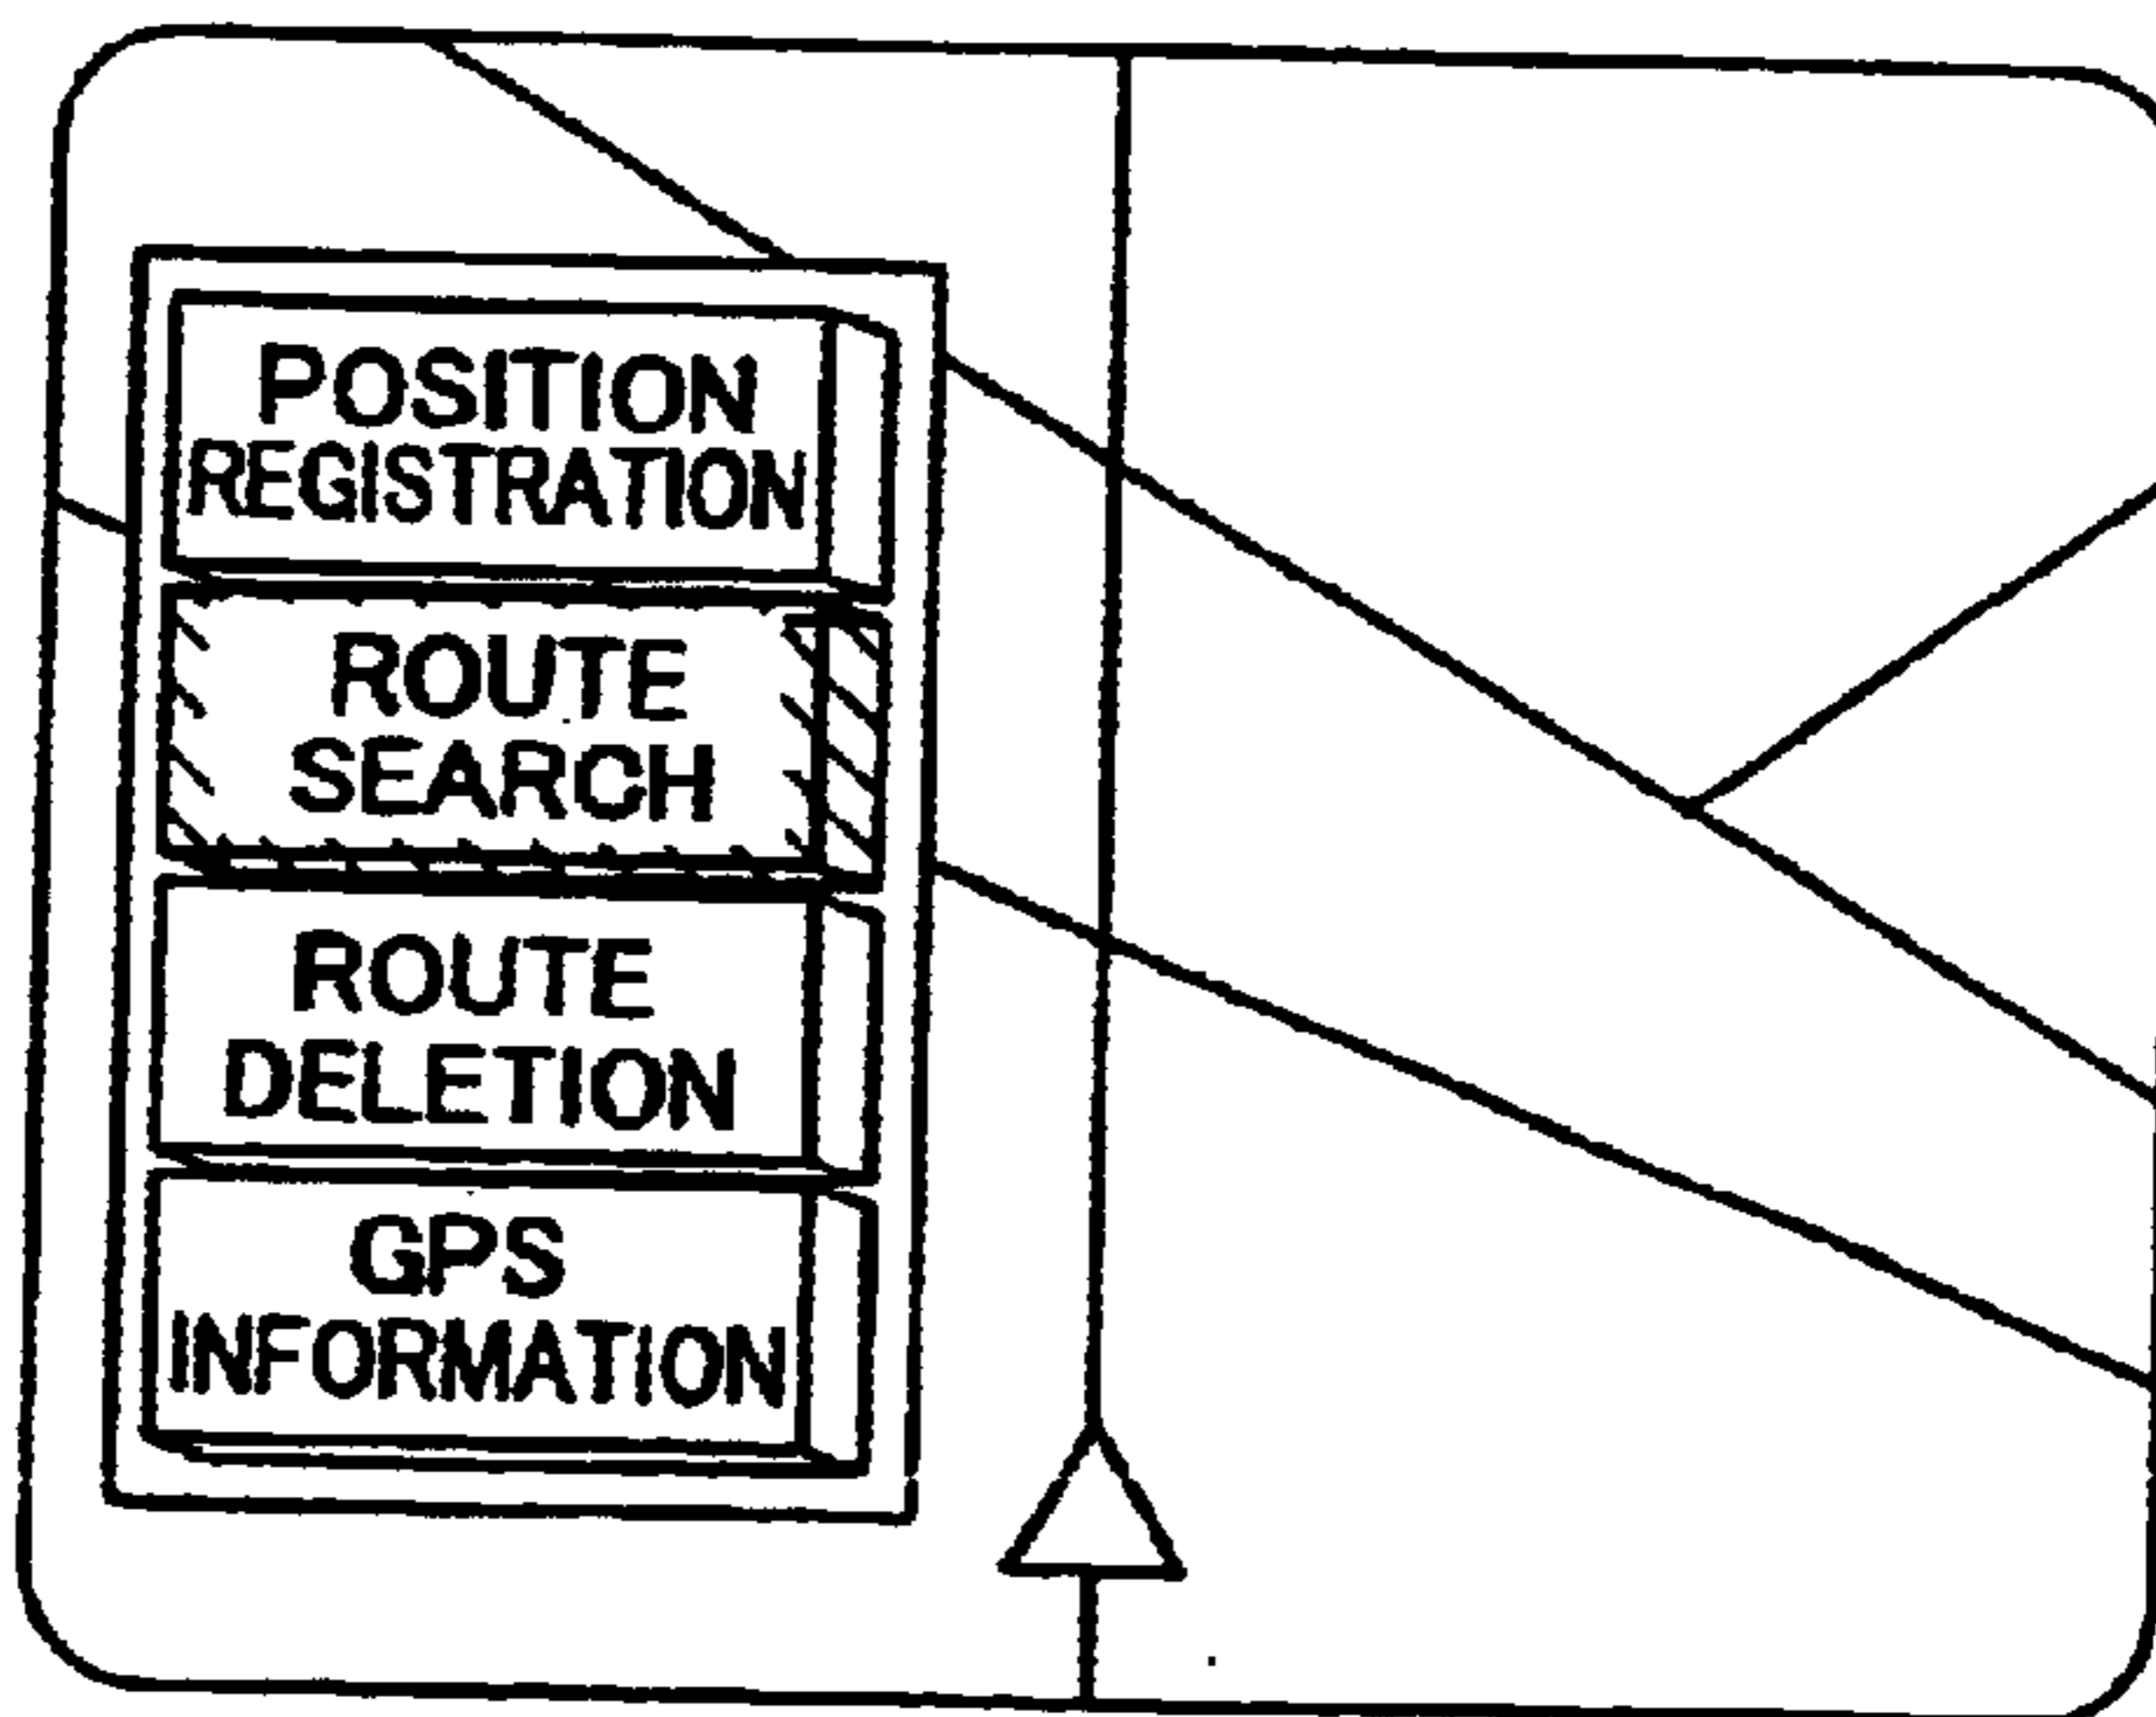 POSITION
REGISTRATION
ROUTE
SEARCH
ROUTE
DELETION
GPS
INFORMATION